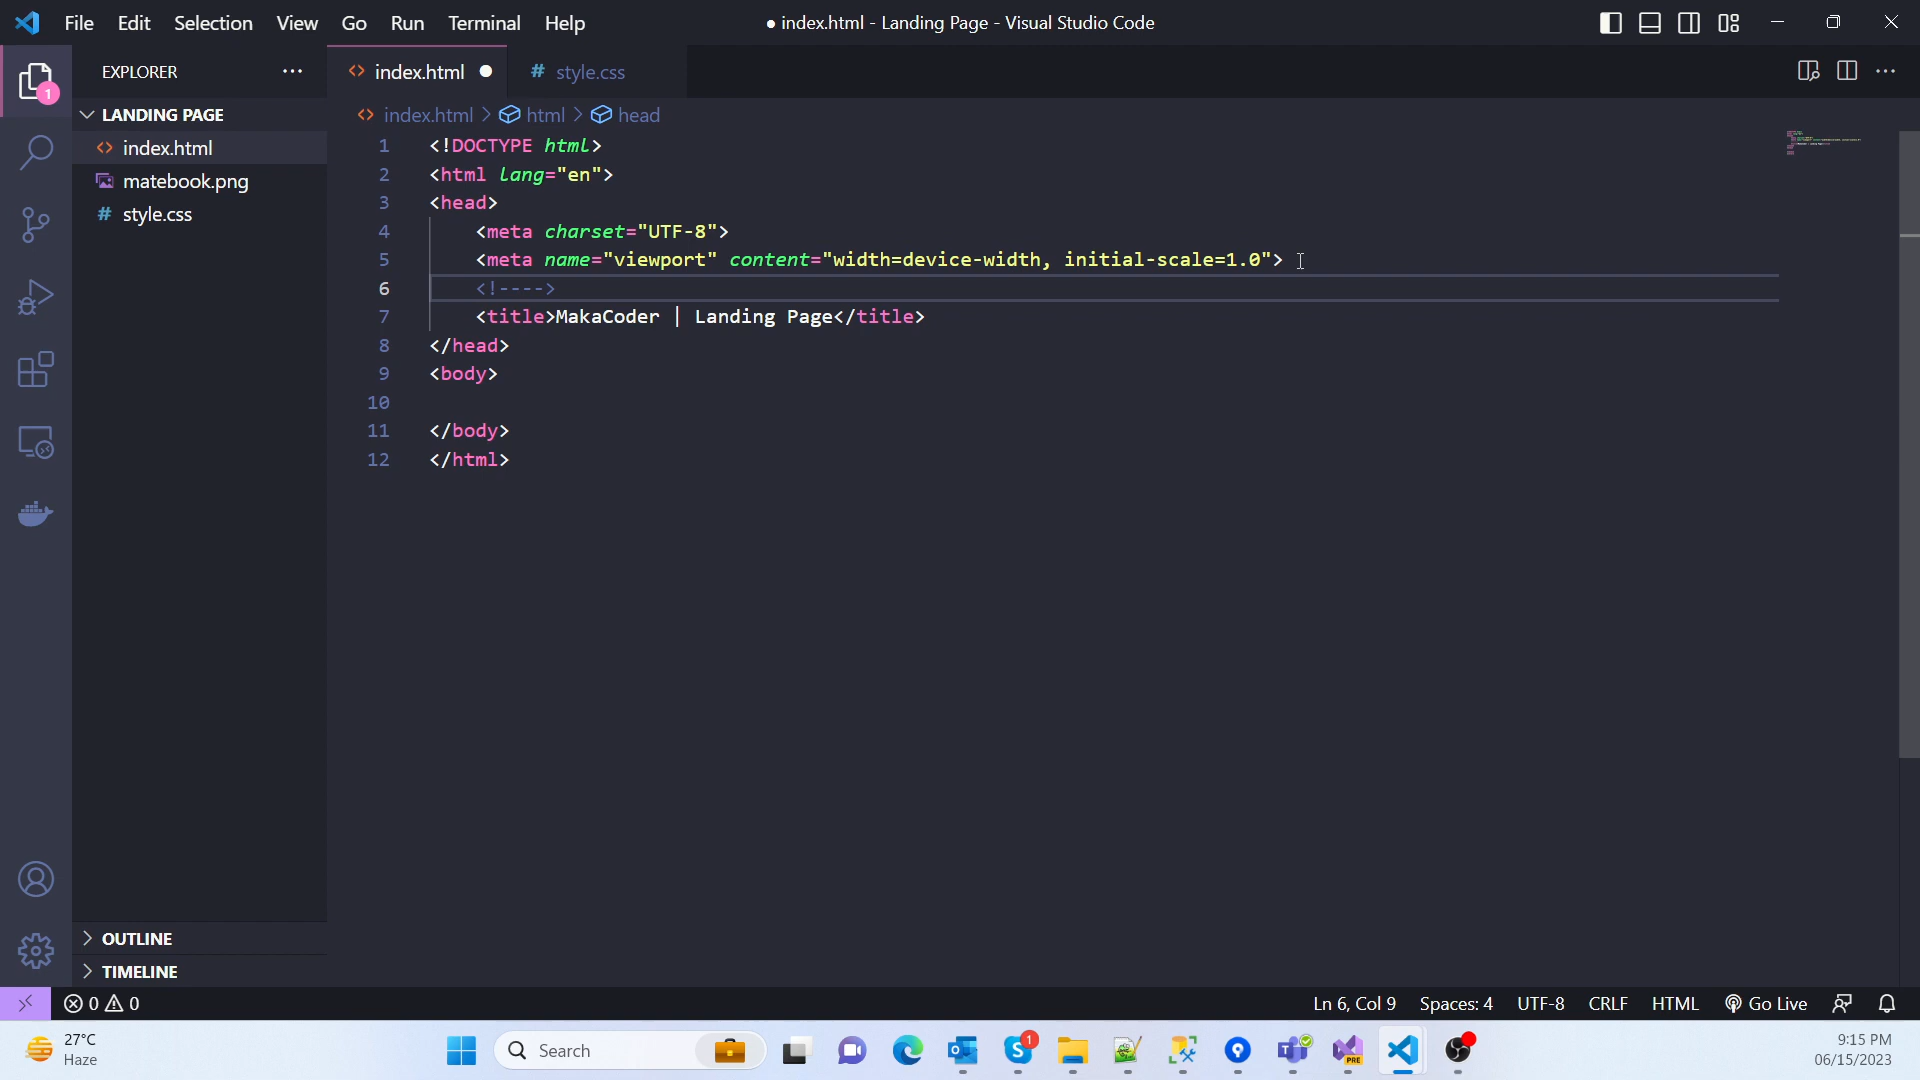 File Edit Selection View Go Run Terminal Help
● index.html - Landing Page - Visual Studio Code
EXPLORER
1
LANDING PAGE
index.html
matebook.png
# style.css
OUTLINE
TIMELINE
index.html ●
# style.css
index.html > html > head
1 <!DOCTYPE html>
2 <html lang="en">
3 <head>
4 <meta charset="UTF-8">
5 <meta name="viewport" content="width=device-width, initial-scale=1.0">
6 <!---->
7 <title>MakaCoder | Landing Page</title>
8 </head>
9 <body>
10
11 </body>
12 </html>
0 0
Ln 6, Col 9 Spaces: 4 UTF-8 CRLF HTML Go Live
27°C
Haze
Search
1
PRE
9:15 PM
06/15/2023